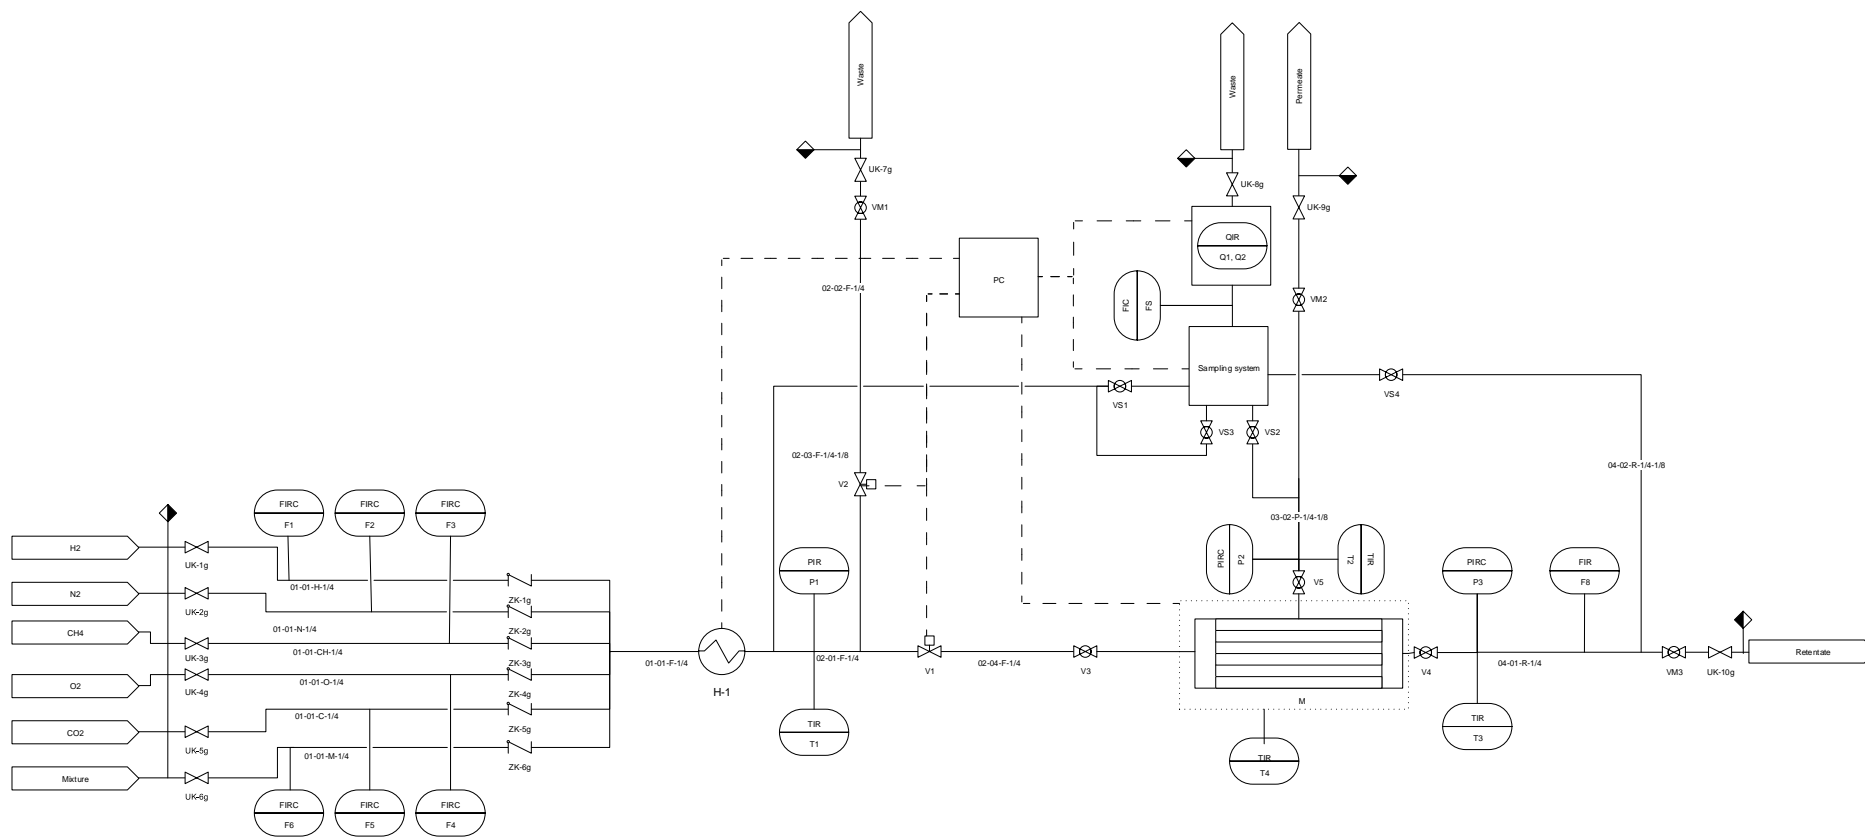 Waste
Waste
Permeate
UK-7g
UK-8g
VM1
UK-9g
QIR
Q1, Q2
PC
02-02-F-1/4
FIC
FS
VM2
Sampling system
VS1
VS4
VS3
VS2
02-03-F-1/4-1/8
04-02-R-1/4-1/8
V2
FIRC
F1
FIRC
F2
FIRC
F3
03-02-P-1/4-1/8
H2
UK-1g
PIR
P1
PIRC
P2
TIR
T2
PIRC
P3
FIR
F8
V5
01-01-H-1/4
N2
ZK-1g
UK-2g
01-01-N-1/4
CH4
ZK-2g
01-01-CH-1/4
UK-3g
ZK-3g
01-01-F-1/4
02-01-F-1/4
02-04-F-1/4
04-01-R-1/4
Retentate
V1
V3
V4
VM3
UK-10g
O2
01-01-O-1/4
UK-4g
ZK-4g
H-1
M
01-01-C-1/4
CO2
ZK-5g
UK-5g
01-01-M-1/4
TIR
T1
TIR
T3
TIR
T4
ZK-6g
Mixture
UK-6g
FIRC
F6
FIRC
F5
FIRC
F4